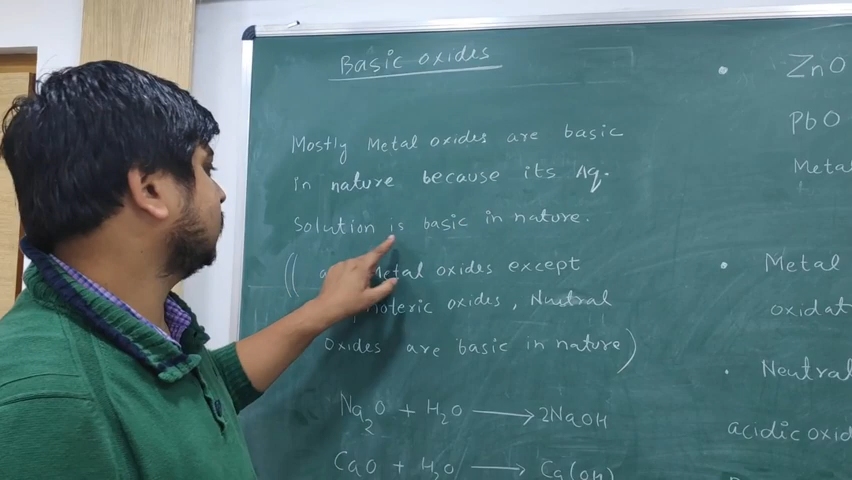 Basic oxides
Mostly Metal oxides are basic
in nature because its Aq.
Solution is basic in nature.
(( Metal oxides except
oxides, Neutral
oxides are basic in nature)
Na2O + H2O ⟶ 2NaOH
CaO + H2O ⟶ Ca(OH)
• ZnO
PbO
Metal
• Metal
oxidat
• Neutral
acidic oxid